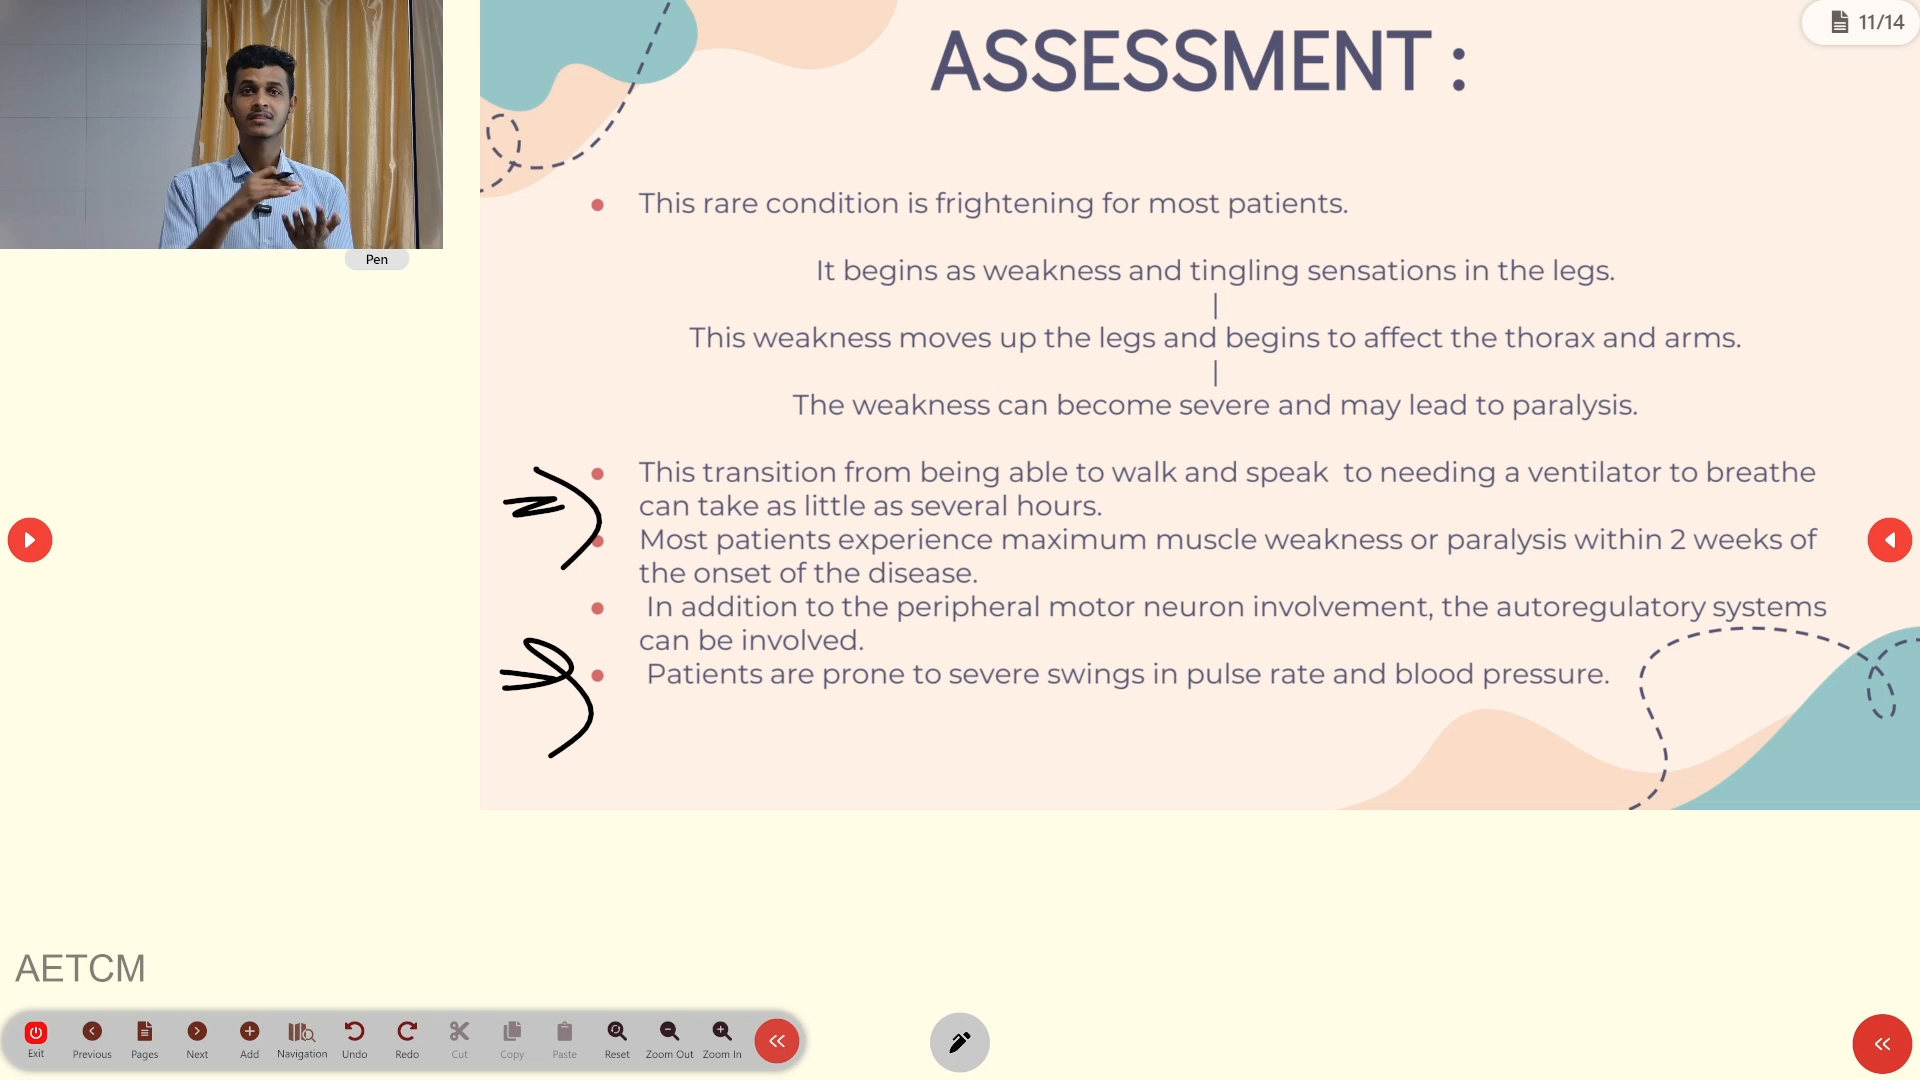 ASSESSMENT :
11/14
Pen
This rare condition is frightening for most patients.
It begins as weakness and tingling sensations in the legs.
|
This weakness moves up the legs and begins to affect the thorax and arms.
|
The weakness can become severe and may lead to paralysis.
This transition from being able to walk and speak to needing a ventilator to breathe
can take as little as several hours.
Most patients experience maximum muscle weakness or paralysis within 2 weeks of
the onset of the disease.
In addition to the peripheral motor neuron involvement, the autoregulatory systems
can be involved.
Patients are prone to severe swings in pulse rate and blood pressure.
AETCM
Exit Previous Pages Next Add Navigation Undo Redo Cut Copy Paste Reset Zoom Out Zoom In